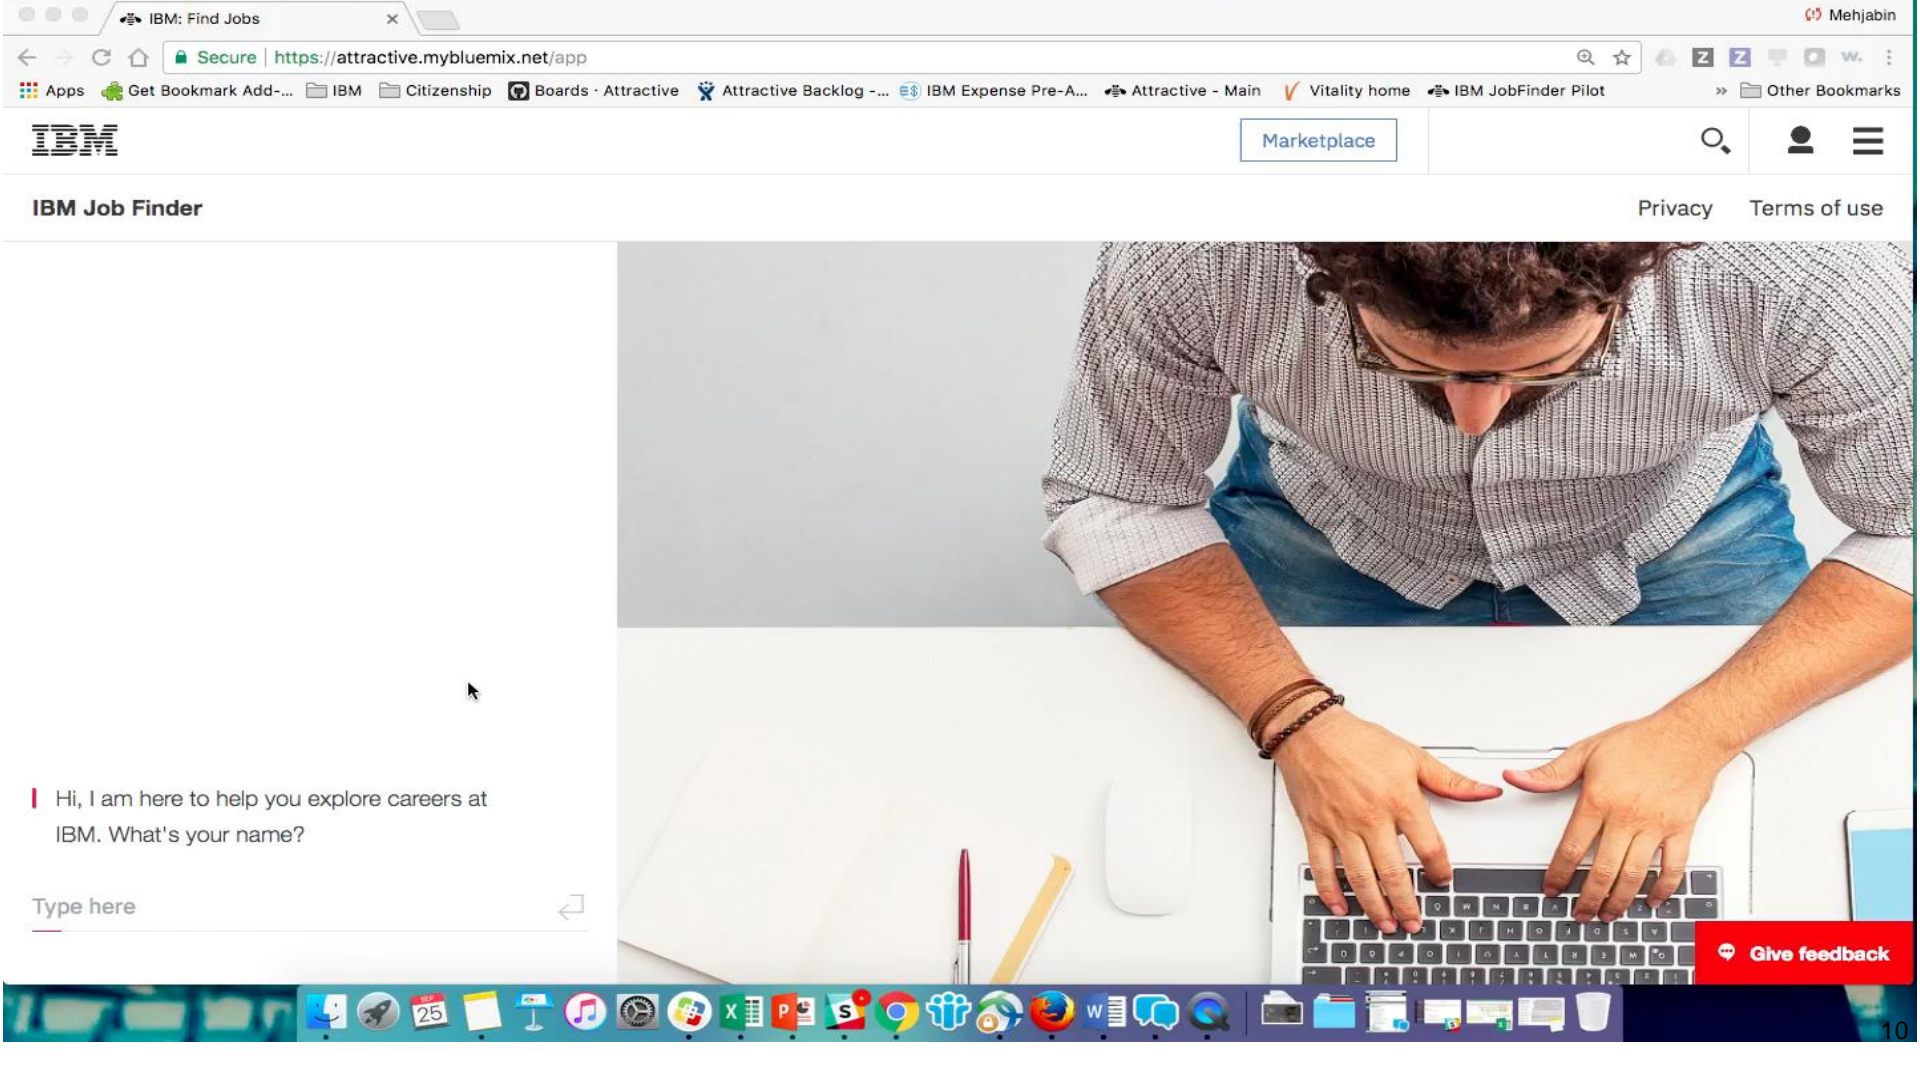 IBM: Find Jobs
Mehjabin
Secure | https://attractive.mybluemix.net/app
Apps Get Bookmark Add-... IBM Citizenship Boards · Attractive Attractive Backlog -... IBM Expense Pre-A... Attractive - Main Vitality home IBM JobFinder Pilot » Other Bookmarks
IBM
Marketplace
IBM Job Finder
Privacy Terms of use
Hi, I am here to help you explore careers at
IBM. What's your name?
Type here
Give feedback
SEP
25
10